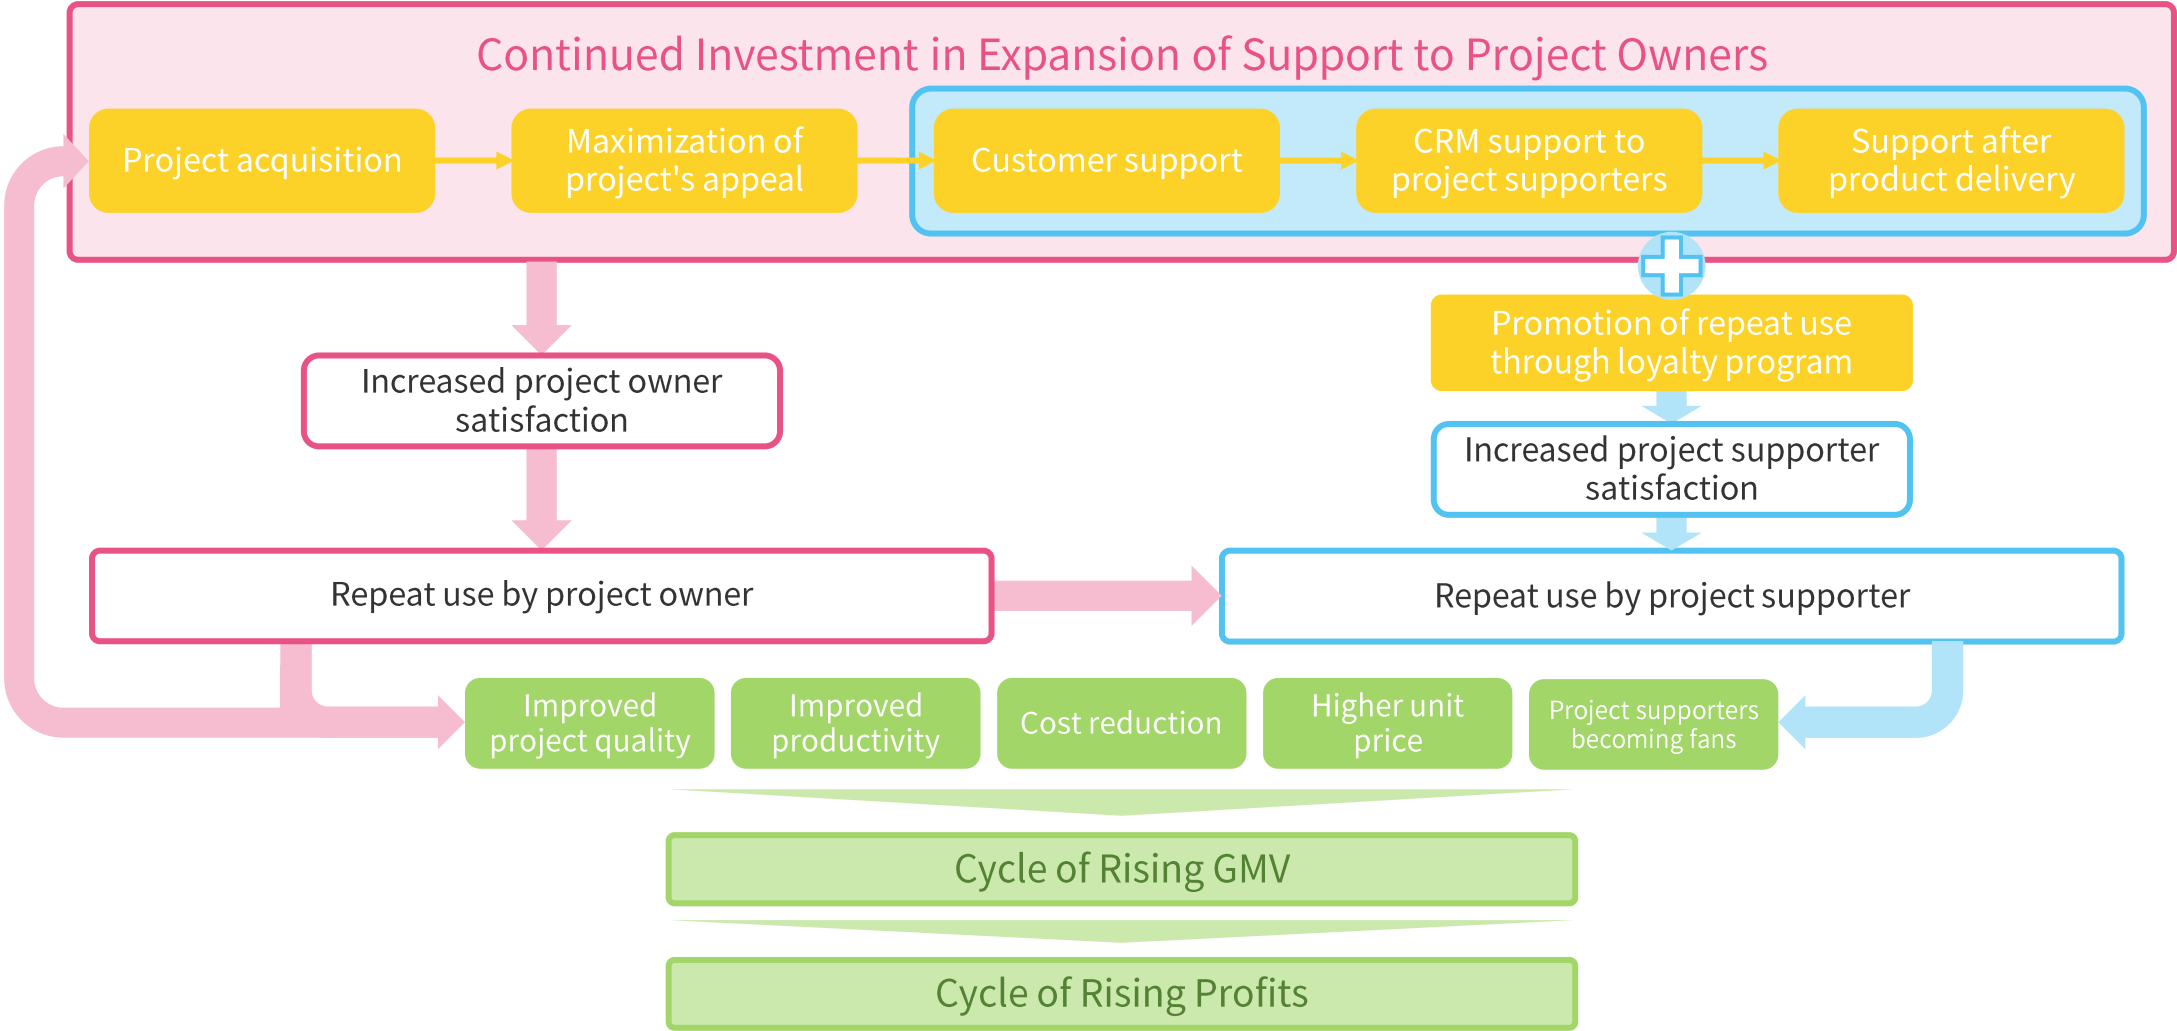 Continued Investment in Expansion of Support to Project Owners
Project acquisition
Maximization of
project's appeal
Customer support
CRM support to
project supporters
Support after
product delivery
Promotion of repeat use
through loyalty program
Increased project owner
satisfaction
Increased project supporter
satisfaction
Repeat use by project owner
Repeat use by project supporter
Improved
project quality
Improved
productivity
Cost reduction
Higher unit
price
Project supporters
becoming fans
Cycle of Rising GMV
Cycle of Rising Profits